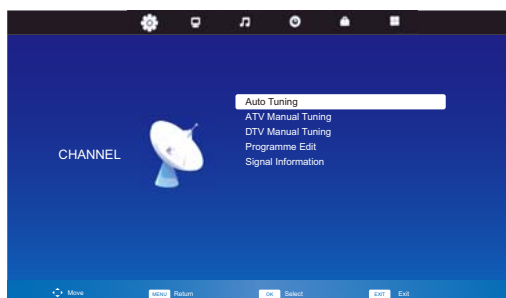 Auto Tuning
ATV Manual Tuning
DTV Manual Tuning
Programme Edit
Signal Information
CHANNEL
Move MENU Return OK Select EXIT Exit